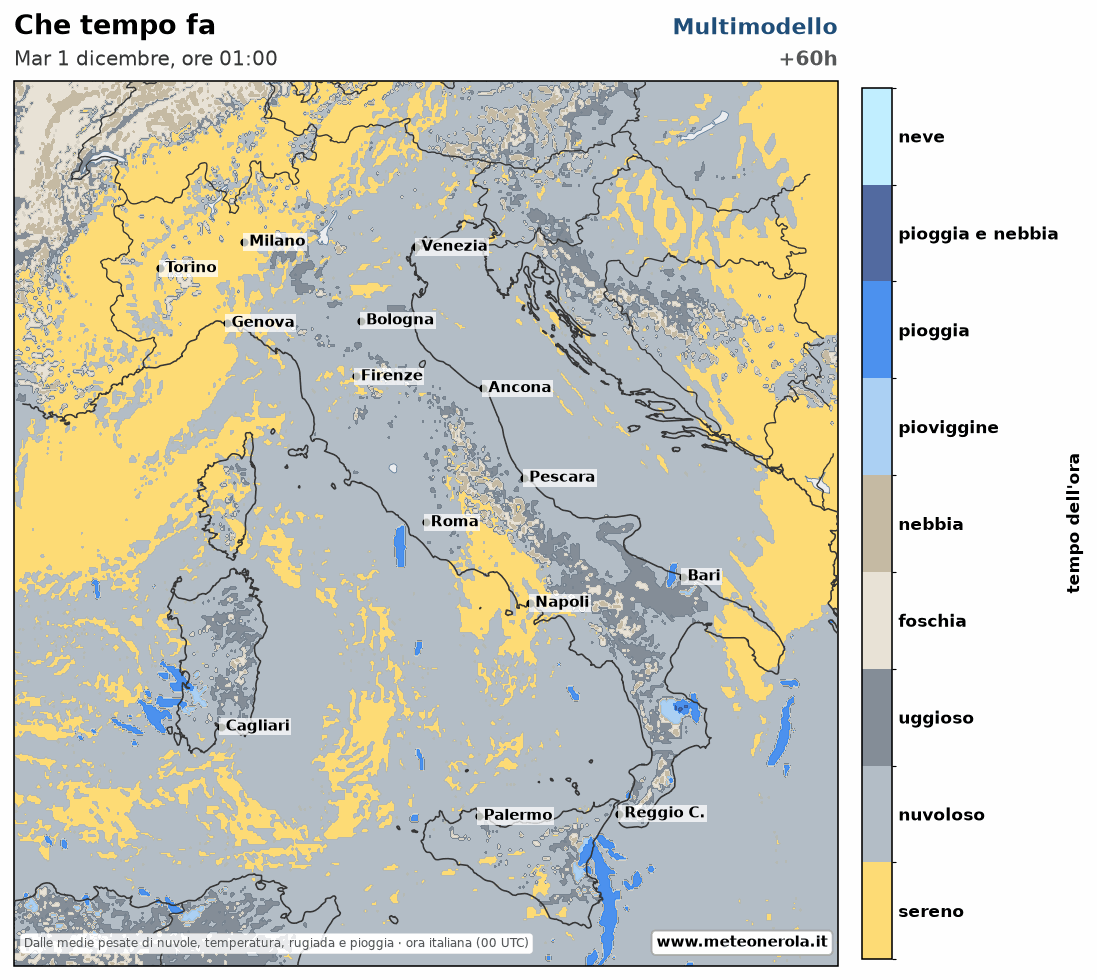 Che tempo fa
Multimodello
Mar 1 dicembre, ore 01:00
+60h
neve
pioggia e nebbia
pioggia
pioviggine
nebbia
foschia
uggioso
nuvoloso
sereno
tempo dell'ora
Milano
Venezia
Torino
Genova
Bologna
Firenze
Ancona
Pescara
Roma
Bari
Napoli
Cagliari
Palermo
Reggio C.
Dalle medie pesate di nuvole, temperatura, rugiada e pioggia · ora italiana (00 UTC)
www.meteonerola.it